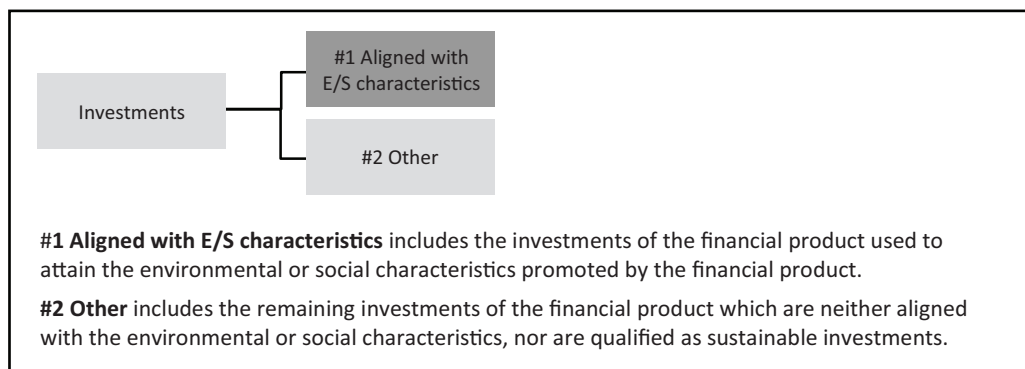 #1 Aligned with
E/S characteristics
Investments
#2 Other
#1 Aligned with E/S characteristics includes the investments of the financial product used to
attain the environmental or social characteristics promoted by the financial product.
#2 Other includes the remaining investments of the financial product which are neither aligned
with the environmental or social characteristics, nor are qualified as sustainable investments.